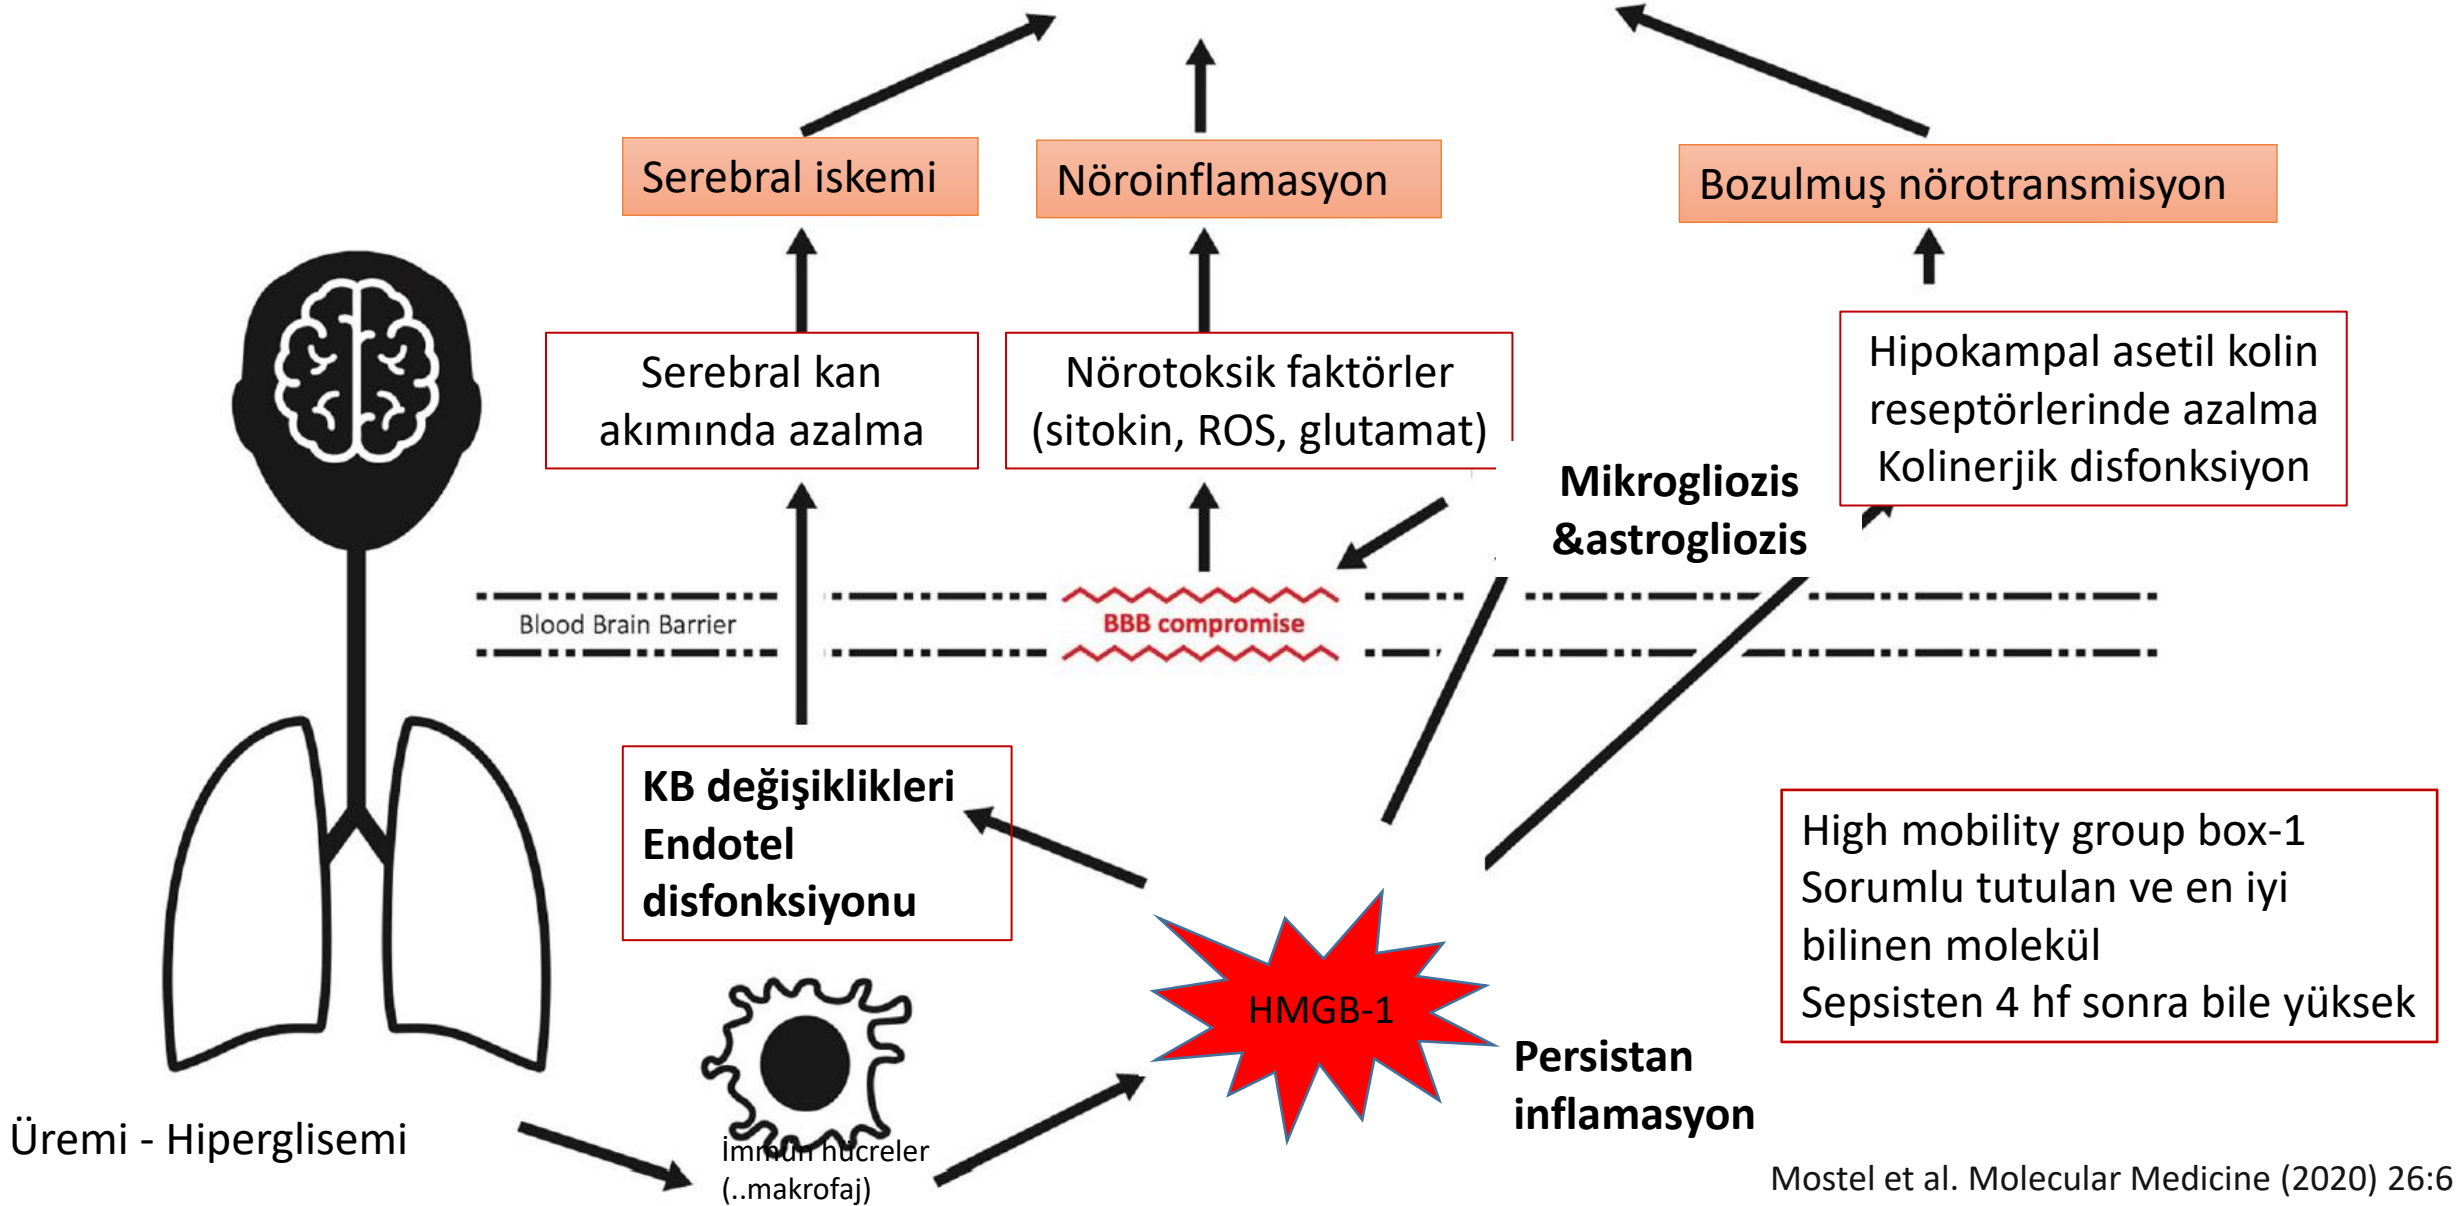 Serebral iskemi
Nöroinflamasyon
Bozulmuş nörotransmisyon
Serebral kan
akımında azalma
Nörotoksik faktörler
(sitokin, ROS, glutamat)
Hipokampal asetil kolin
reseptörlerinde azalma
Kolinerjik disfonksiyon
Mikrogliozis
&astrogliozis
Blood Brain Barrier
BBB compromise
KB değişiklikleri
Endotel
disfonksiyonu
High mobility group box-1
Sorumlu tutulan ve en iyi
bilinen molekül
Sepsisten 4 hf sonra bile yüksek
HMGB-1
Persistan
inflamasyon
Üremi - Hiperglisemi
İmmün hücreler
(..makrofaj)
Mostel et al. Molecular Medicine (2020) 26:6